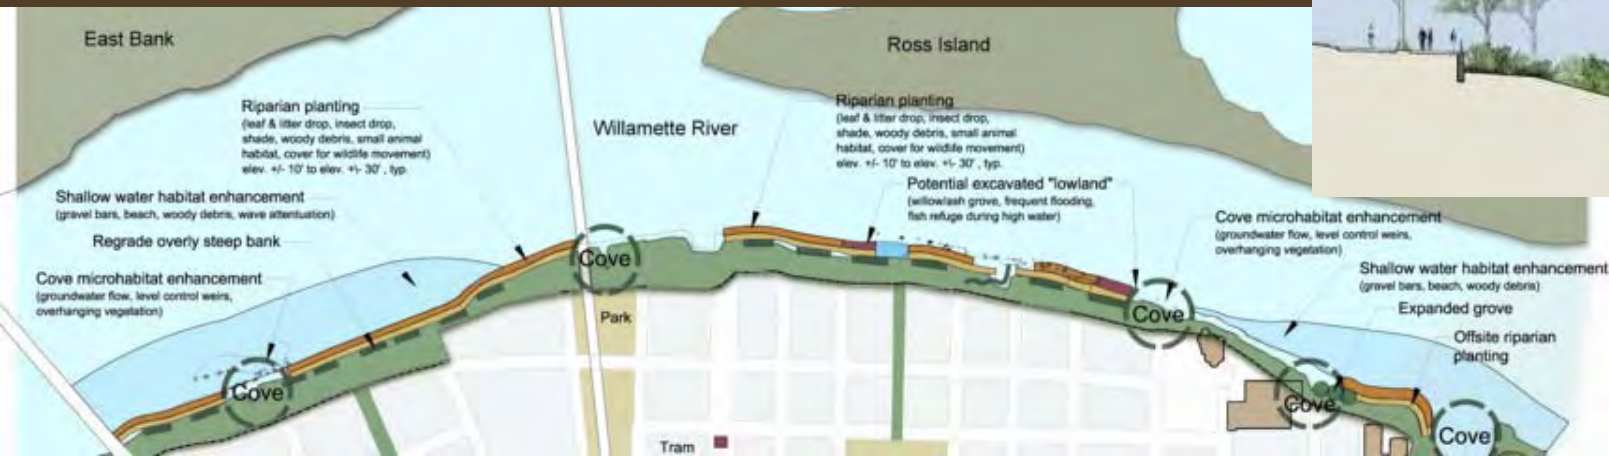 East Bank
Ross Island
Riparian planting
(leaf & litter drop, insect drop,
shade, woody debris, small animal
habitat, cover for wildlife movement)
elev. +/- 10' to elev. +\- 30' , typ.
Willamette River
Riparian planting
(leaf & litter drop, insect drop,
shade, woody debris, small animal
habitat, cover for wildlife movement)
elev. +/- 10' to elev. +\- 30' , typ.
Shallow water habitat enhancement
(gravel bars, beach, woody debris, wave attentuation)
Potential excavated "lowland"
(willow/ash grove, frequent flooding,
fish refuge during high water)
Regrade overly steep bank
Cove microhabitat enhancement
(groundwater flow, level control weirs,
overhanging vegetation)
Cove microhabitat enhancement
(groundwater flow, level control weirs,
overhanging vegetation)
Shallow water habitat enhancement
(gravel bars, beach, woody debris)
Expanded grove
Offsite riparian
planting
Cove
Cove
Cove
Cove
Cove
Park
Tram